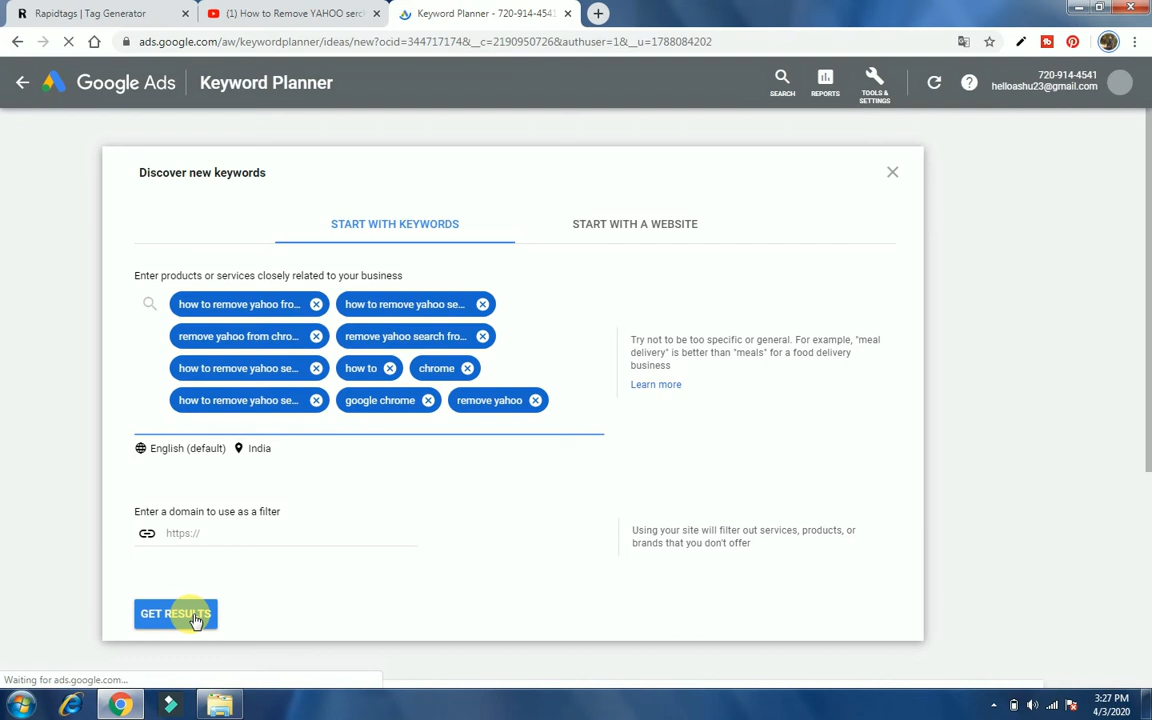 Rapidtags | Tag Generator
(1) How to Remove YAHOO serc
Keyword Planner - 720-914-4541
ads.google.com/aw/keywordplanner/ideas/new?ocid=344717174&__c=2190950726&authuser=1&__u=1788084202
Google Ads
Keyword Planner
SEARCH
REPORTS
TOOLS & SETTINGS
720-914-4541
helloashu23@gmail.com
Discover new keywords
START WITH KEYWORDS
START WITH A WEBSITE
Enter products or services closely related to your business
how to remove yahoo fro...
how to remove yahoo se...
remove yahoo from chro...
remove yahoo search fro...
how to remove yahoo se...
how to
chrome
how to remove yahoo se...
google chrome
remove yahoo
Try not to be too specific or general. For example, "meal
delivery" is better than "meals" for a food delivery
business
Learn more
English (default)
India
Enter a domain to use as a filter
https://
Using your site will filter out services, products, or
brands that you don't offer
GET RESULTS
Waiting for ads.google.com...
3:27 PM
4/3/2020